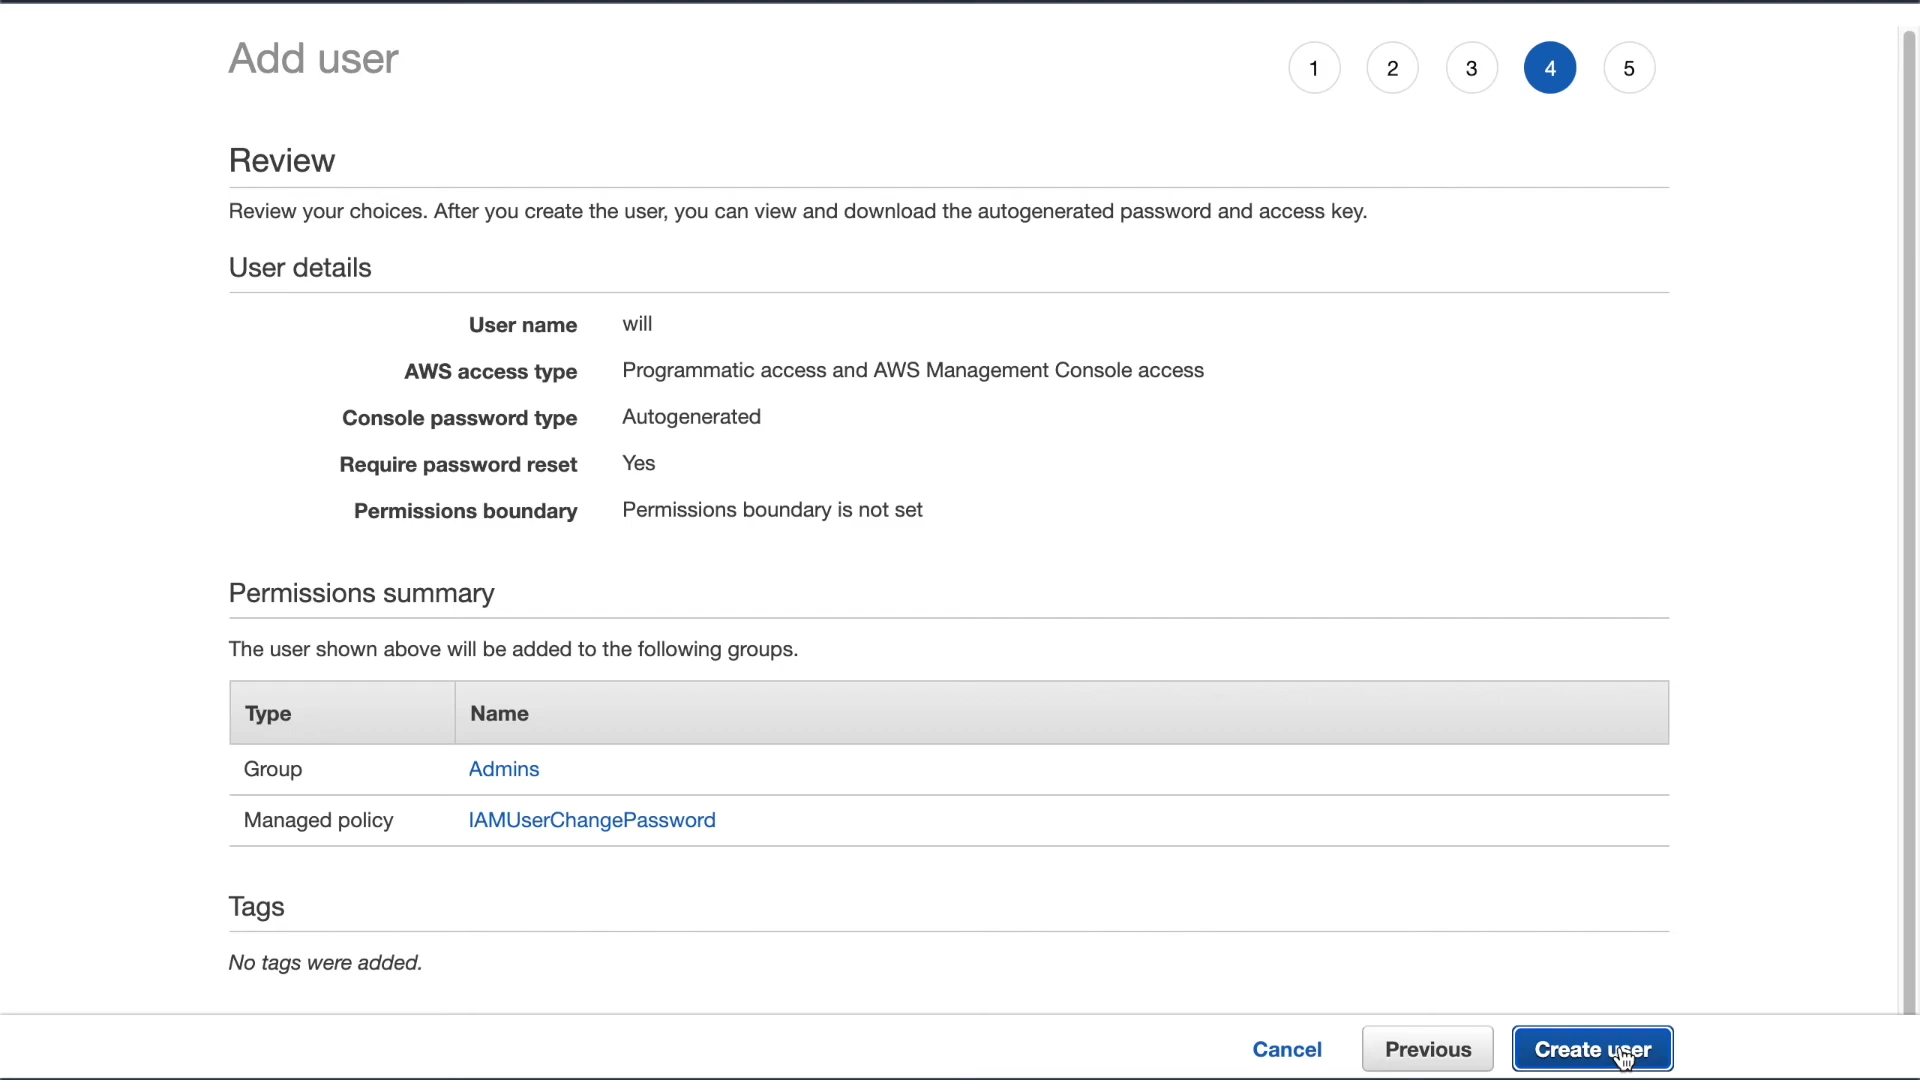 Add user
1 2 3 4 5
Review
Review your choices. After you create the user, you can view and download the autogenerated password and access key.
User details
User name will
AWS access type Programmatic access and AWS Management Console access
Console password type Autogenerated
Require password reset Yes
Permissions boundary Permissions boundary is not set
Permissions summary
The user shown above will be added to the following groups.
Type Name
Group Admins
Managed policy IAMUserChangePassword
Tags
No tags were added.
Cancel Previous Create user